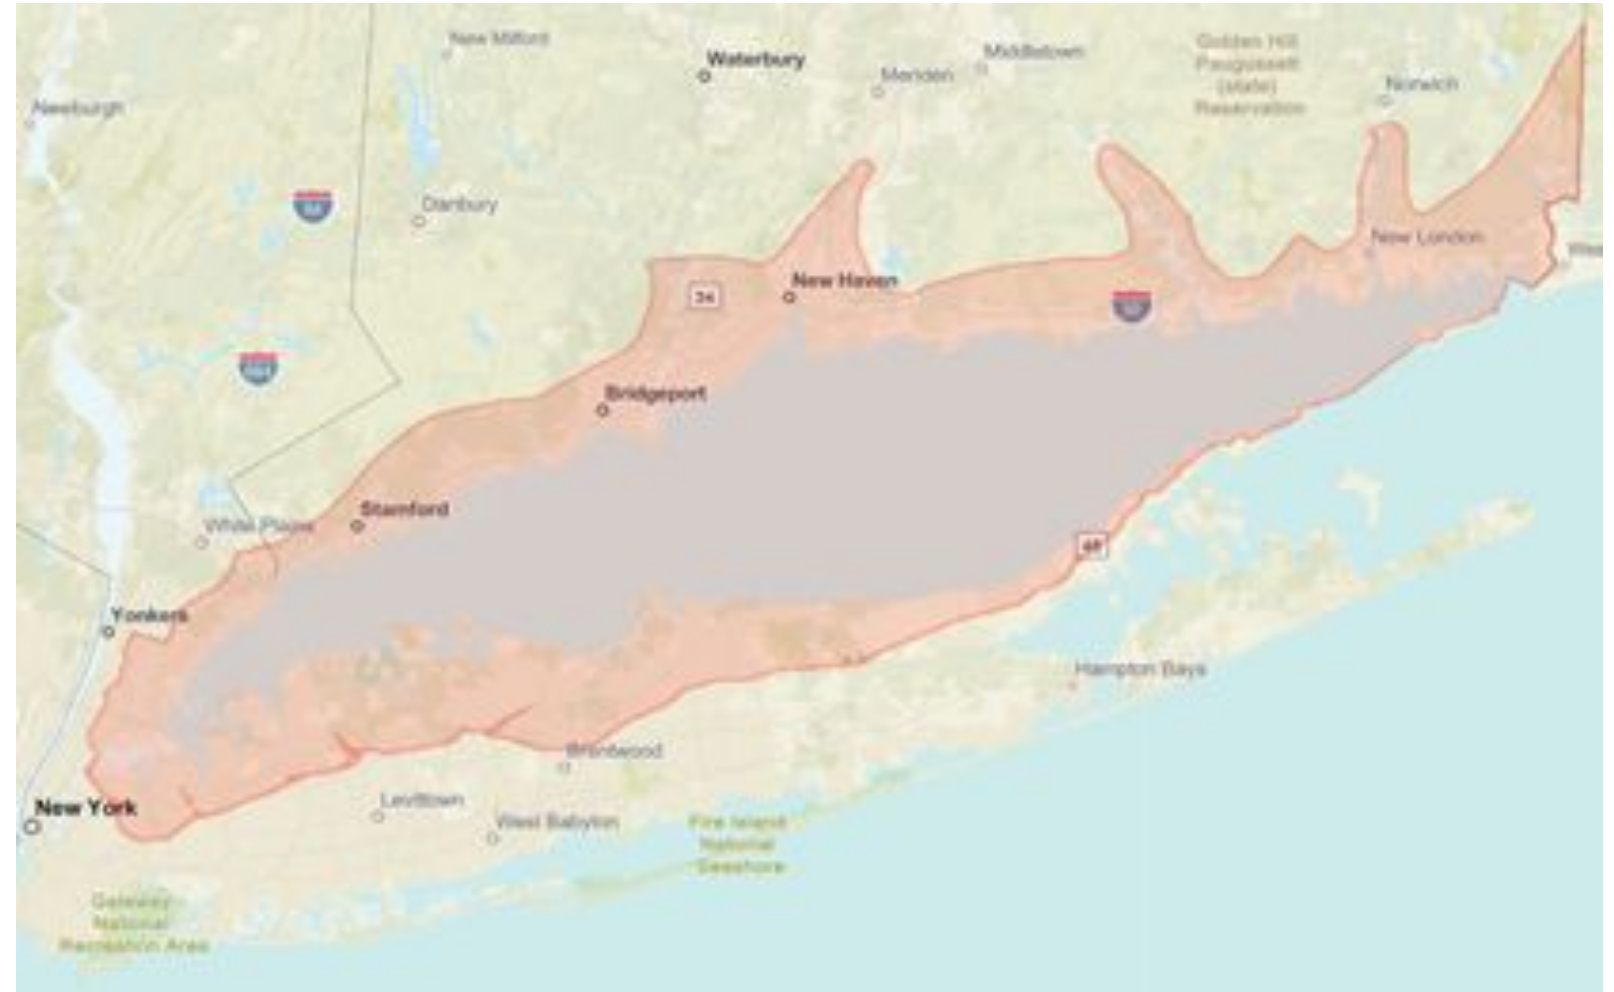 New Milford
Waterbury
Middletown
Meriden
Golden Hill
Paugussett
(state)
Reservation
Norwich
Newburgh
Danbury
New London
New Haven
34
Bridgeport
Stamford
White Plains
Yonkers
Hampton Bays
Brentwood
New York
Levittown
West Babylon
Fire Island
National
Seashore
Gateway
National
Recreation Area